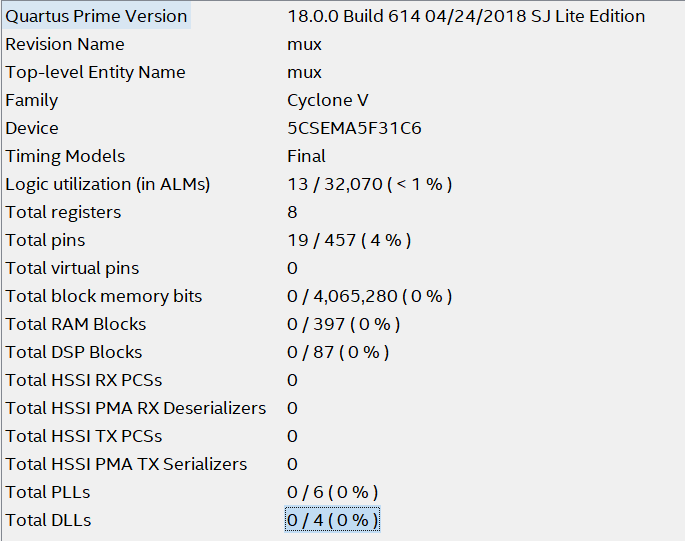 Quartus Prime Version 18.0.0 Build 614 04/24/2018 SJ Lite Edition
Revision Name mux
Top-level Entity Name mux
Family Cyclone V
Device 5CSEMA5F31C6
Timing Models Final
Logic utilization (in ALMs) 13 / 32,070 ( < 1 % )
Total registers 8
Total pins 19 / 457 ( 4 % )
Total virtual pins 0
Total block memory bits 0 / 4,065,280 ( 0 % )
Total RAM Blocks 0 / 397 ( 0 % )
Total DSP Blocks 0 / 87 ( 0 % )
Total HSSI RX PCSs 0
Total HSSI PMA RX Deserializers 0
Total HSSI TX PCSs 0
Total HSSI PMA TX Serializers 0
Total PLLs 0 / 6 ( 0 % )
Total DLLs 0 / 4 ( 0 % )